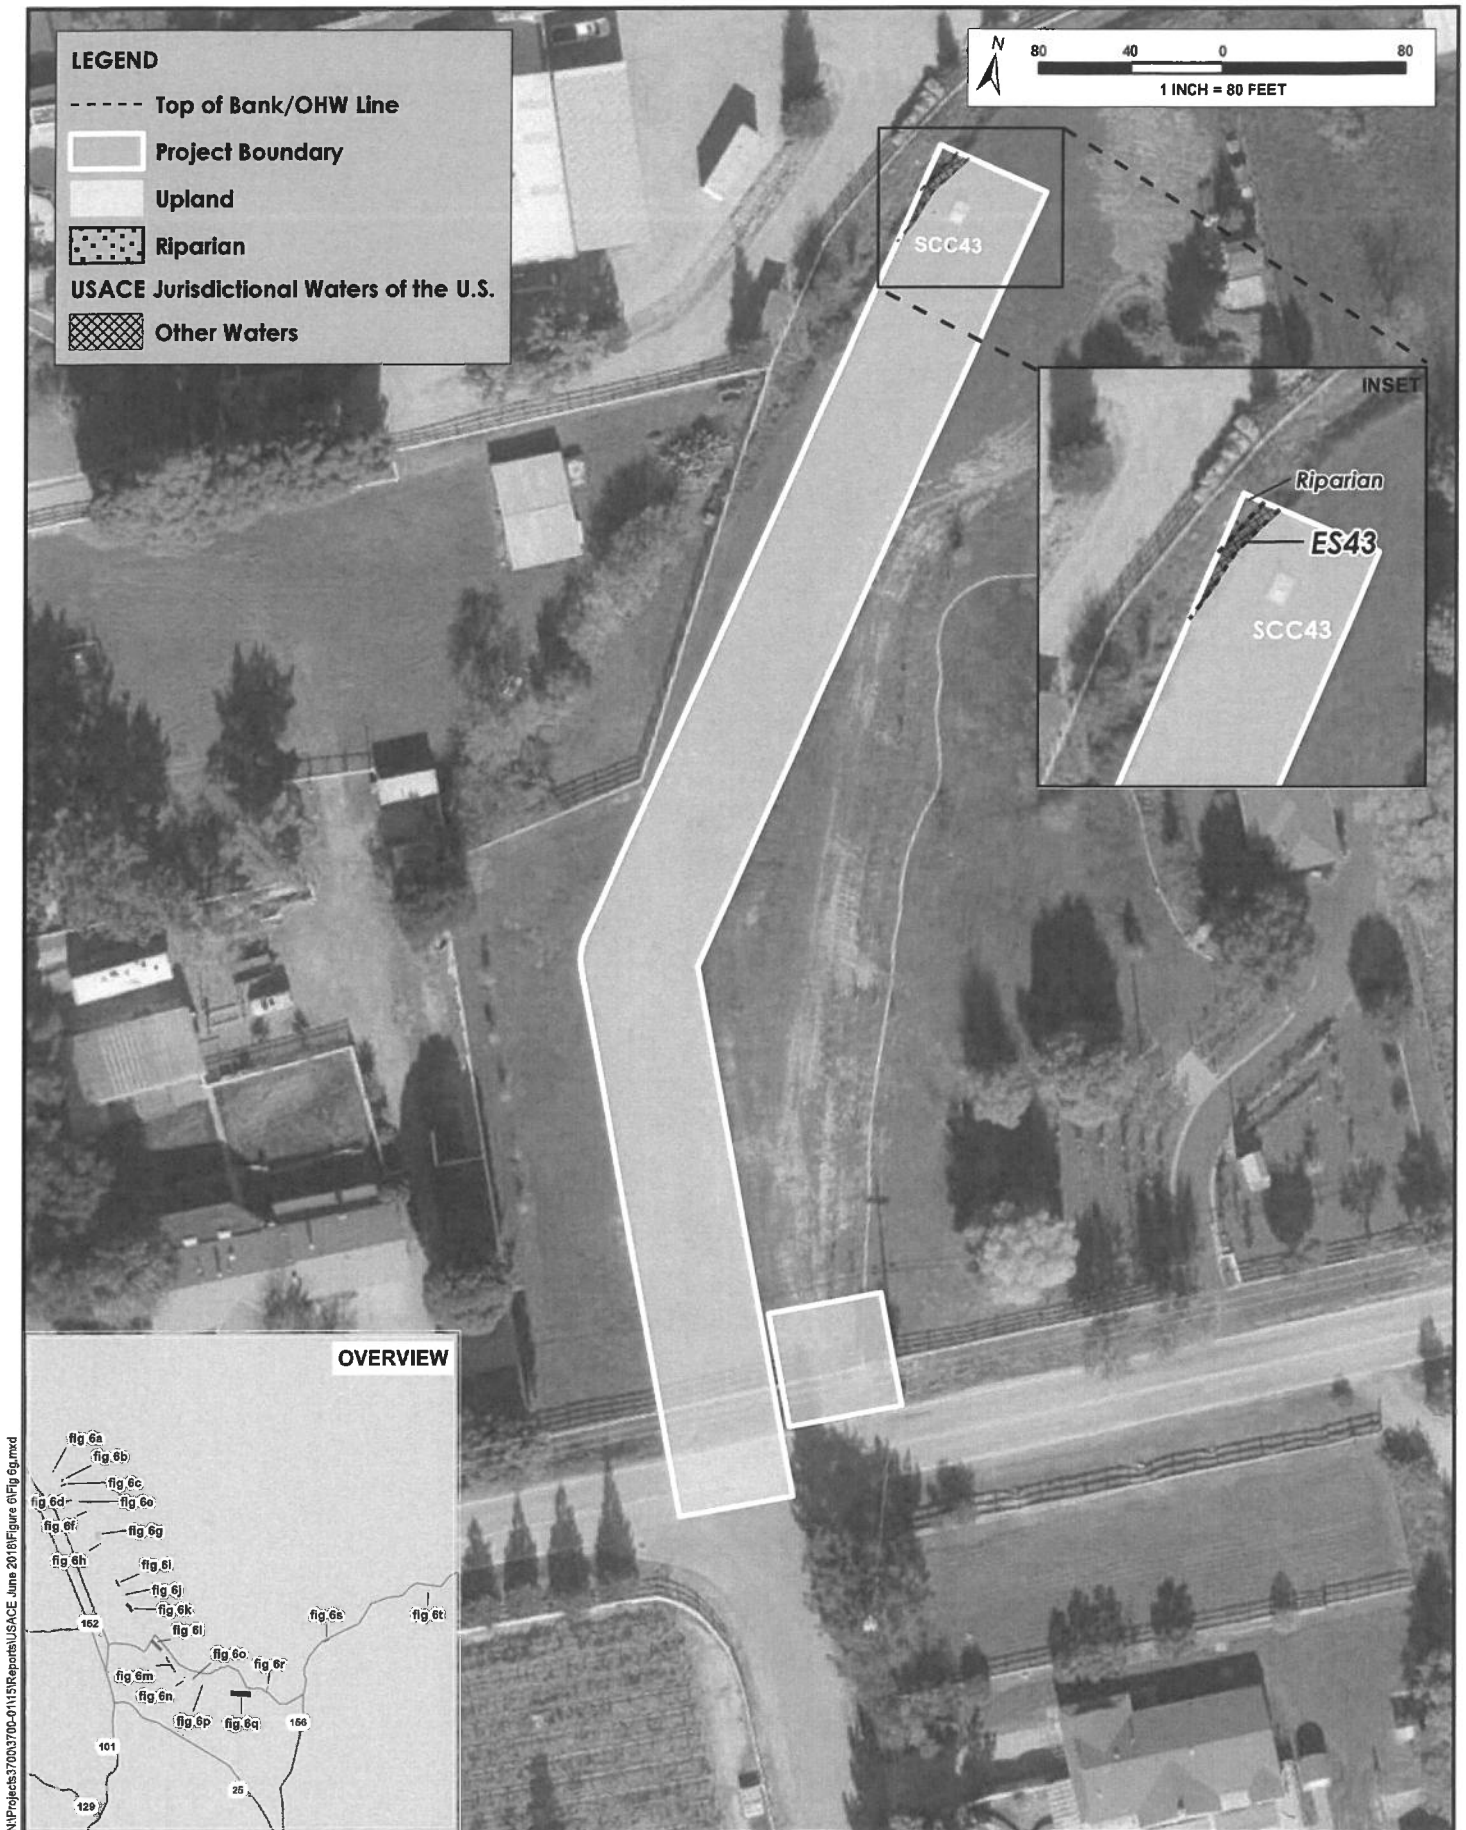 LEGEND
Top of Bank/OHW Line
Project Boundary
Upland
Riparian
USACE Jurisdictional Waters of the U.S.
Other Waters
N
80 40 0 80
1 INCH = 80 FEET
SCC43
INSET
Riparian
ES43
SCC43
OVERVIEW
fig 6a
fig 6b
fig 6c
fig 6d
fig 6e
fig 6f
fig 6g
fig 6h
fig 6i
fig 6j
fig 6k
152
fig 6l
fig 6s
fig 6t
fig 6o
fig 6r
fig 6m
fig 6n
fig 6p
fig 6q
156
101
25
129
N:\Projects3700\3700-01\15\Reports\USACE June 2016\Figure 6\Fig 6g.mxd